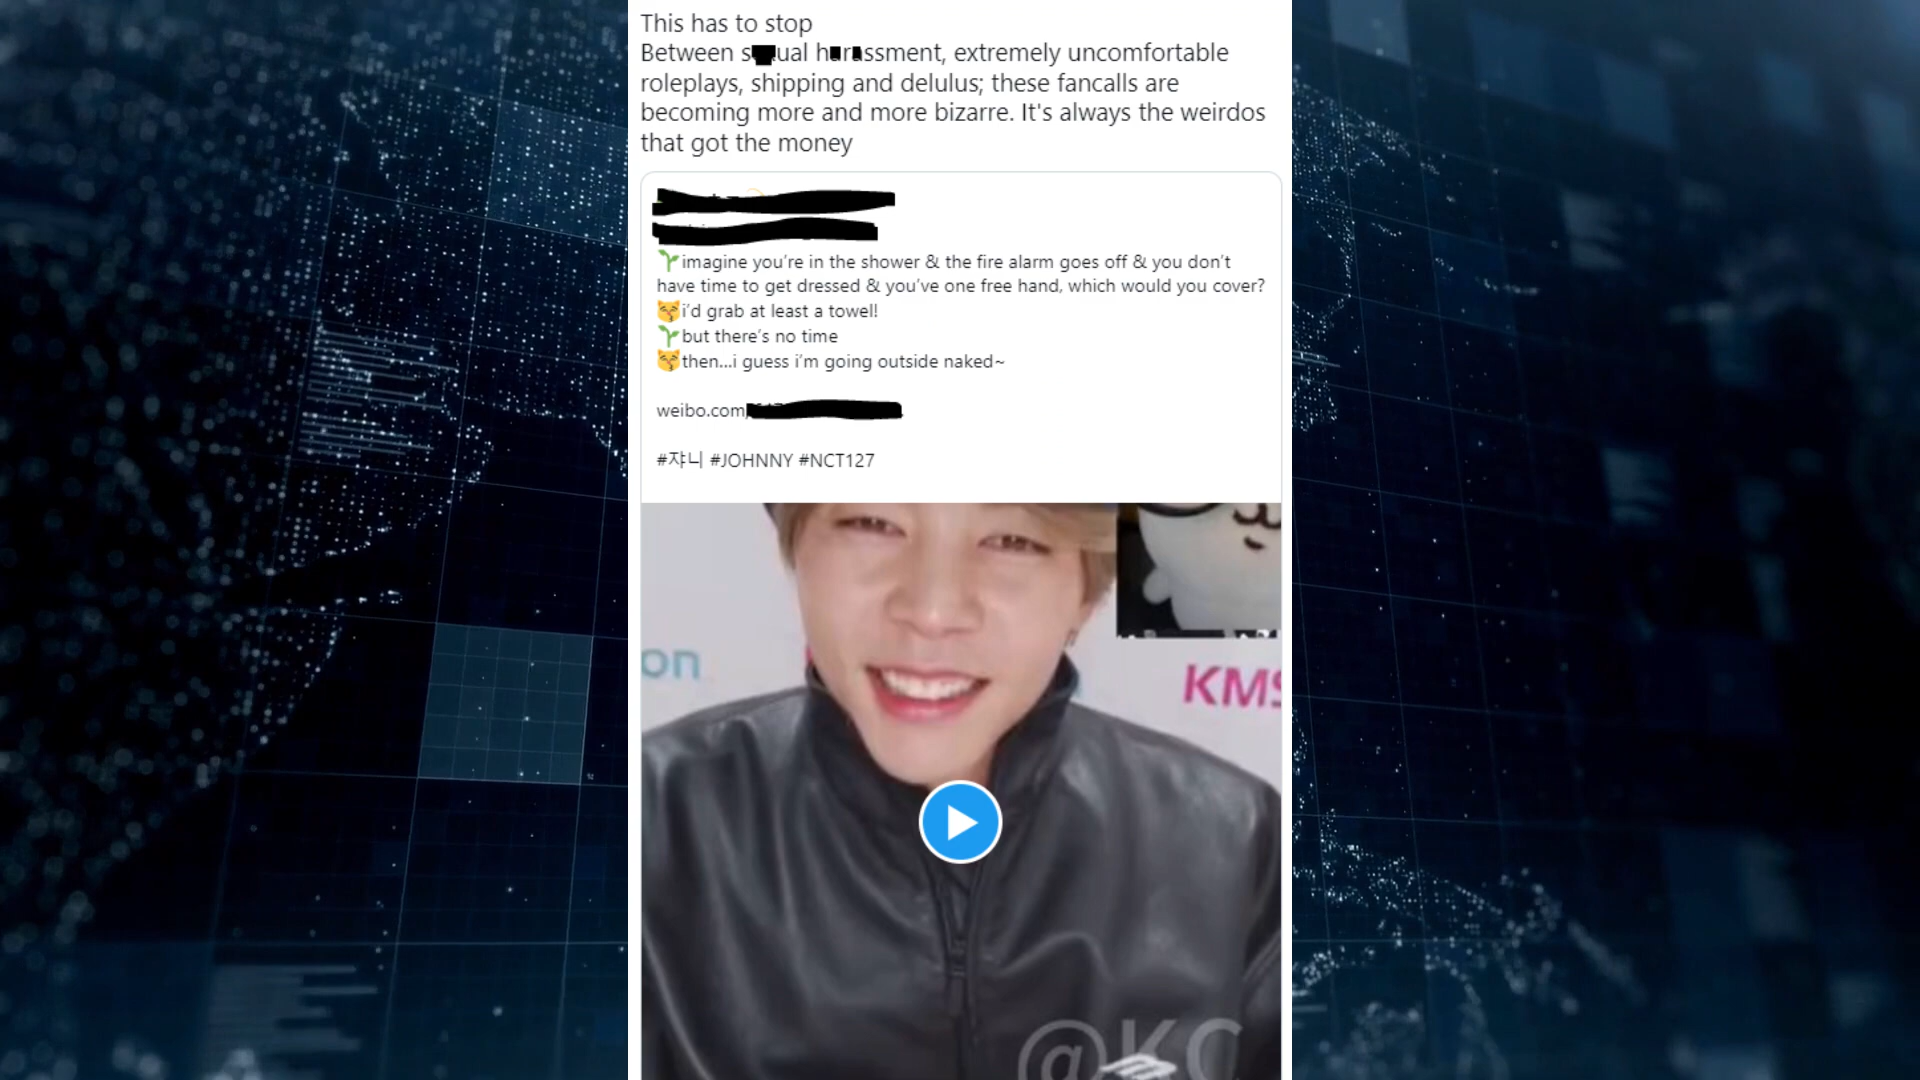 This has to stop
Between s ual h r ssment, extremely uncomfortable
roleplays, shipping and delulus; these fancalls are
becoming more and more bizarre. It's always the weirdos
that got the money
🌱imagine you're in the shower & the fire alarm goes off & you don't
have time to get dressed & you've one free hand, which would you cover?
😽i'd grab at least a towel!
🌱but there's no time
😽then...i guess i'm going outside naked~
weibo.com/
#쟈니 #JOHNNY #NCT127
on
KMS
@KC